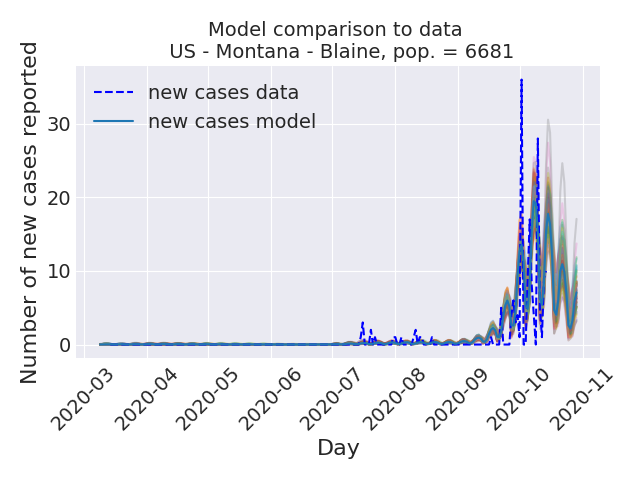 Model comparison to data
US - Montana - Blaine, pop. = 6681
new cases data
new cases model
Number of new cases reported
30
20
10
0
2020-03
2020-04
2020-05
2020-06
2020-07
2020-08
2020-09
2020-10
2020-11
Day